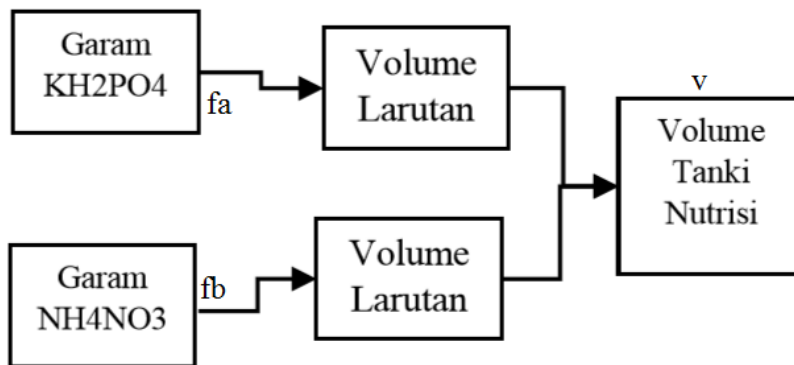 Garam
KH2PO4
fa
Volume
Larutan
v
Volume
Tanki
Nutrisi
Garam
NH4NO3
fb
Volume
Larutan